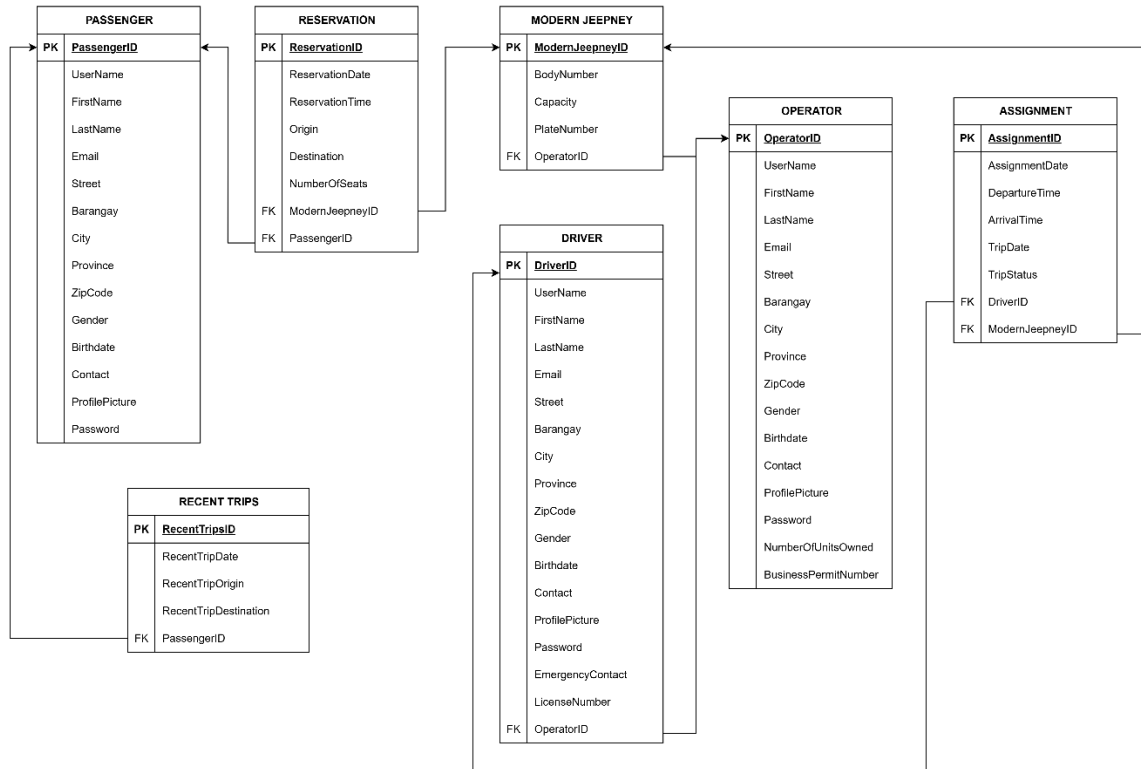 PASSENGER
PK PassengerID
UserName
FirstName
LastName
Email
Street
Barangay
City
Province
ZipCode
Gender
Birthdate
Contact
ProfilePicture
Password
RESERVATION
PK ReservationID
ReservationDate
ReservationTime
Origin
Destination
NumberOfSeats
FK ModernJeepneyID
FK PassengerID
MODERN JEEPNEY
PK ModernJeepneyID
BodyNumber
Capacity
PlateNumber
FK OperatorID
OPERATOR
PK OperatorID
UserName
FirstName
LastName
Email
Street
Barangay
City
Province
ZipCode
Gender
Birthdate
Contact
ProfilePicture
Password
NumberOfUnitsOwned
BusinessPermitNumber
ASSIGNMENT
PK AssignmentID
AssignmentDate
DepartureTime
ArrivalTime
TripDate
TripStatus
FK DriverID
FK ModernJeepneyID
DRIVER
PK DriverID
UserName
FirstName
LastName
Email
Street
Barangay
City
Province
ZipCode
Gender
Birthdate
Contact
ProfilePicture
Password
EmergencyContact
LicenseNumber
FK OperatorID
RECENT TRIPS
PK RecentTripsID
RecentTripDate
RecentTripOrigin
RecentTripDestination
FK PassengerID